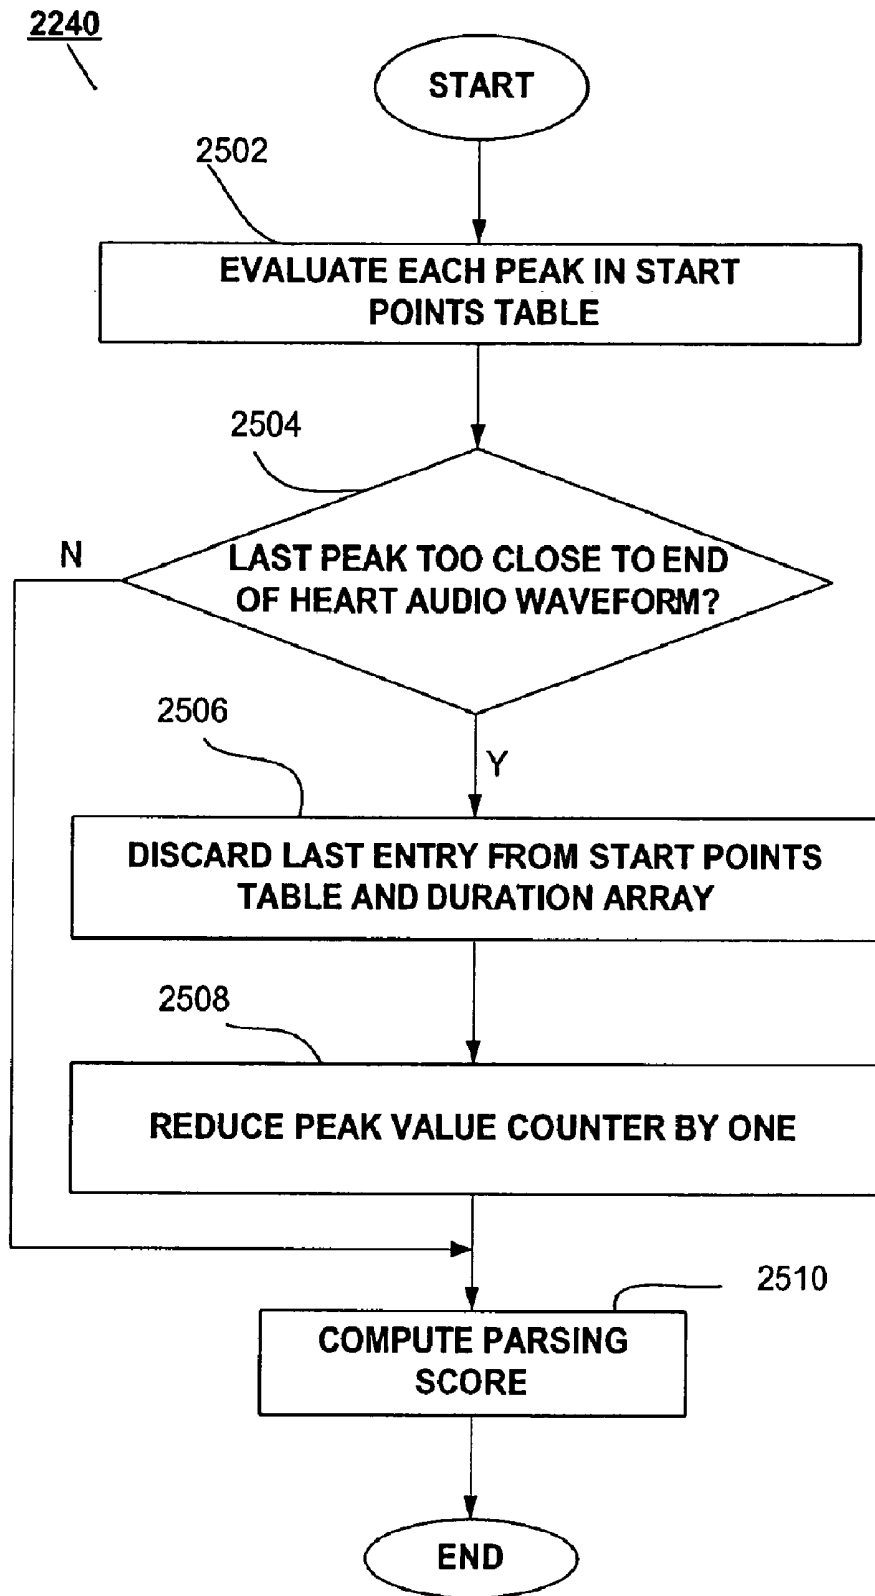 2240
START
2502
EVALUATE EACH PEAK IN START
POINTS TABLE
2504
N
LAST PEAK TOO CLOSE TO END
OF HEART AUDIO WAVEFORM?
2506
Y
DISCARD LAST ENTRY FROM START POINTS
TABLE AND DURATION ARRAY
2508
REDUCE PEAK VALUE COUNTER BY ONE
2510
COMPUTE PARSING
SCORE
END